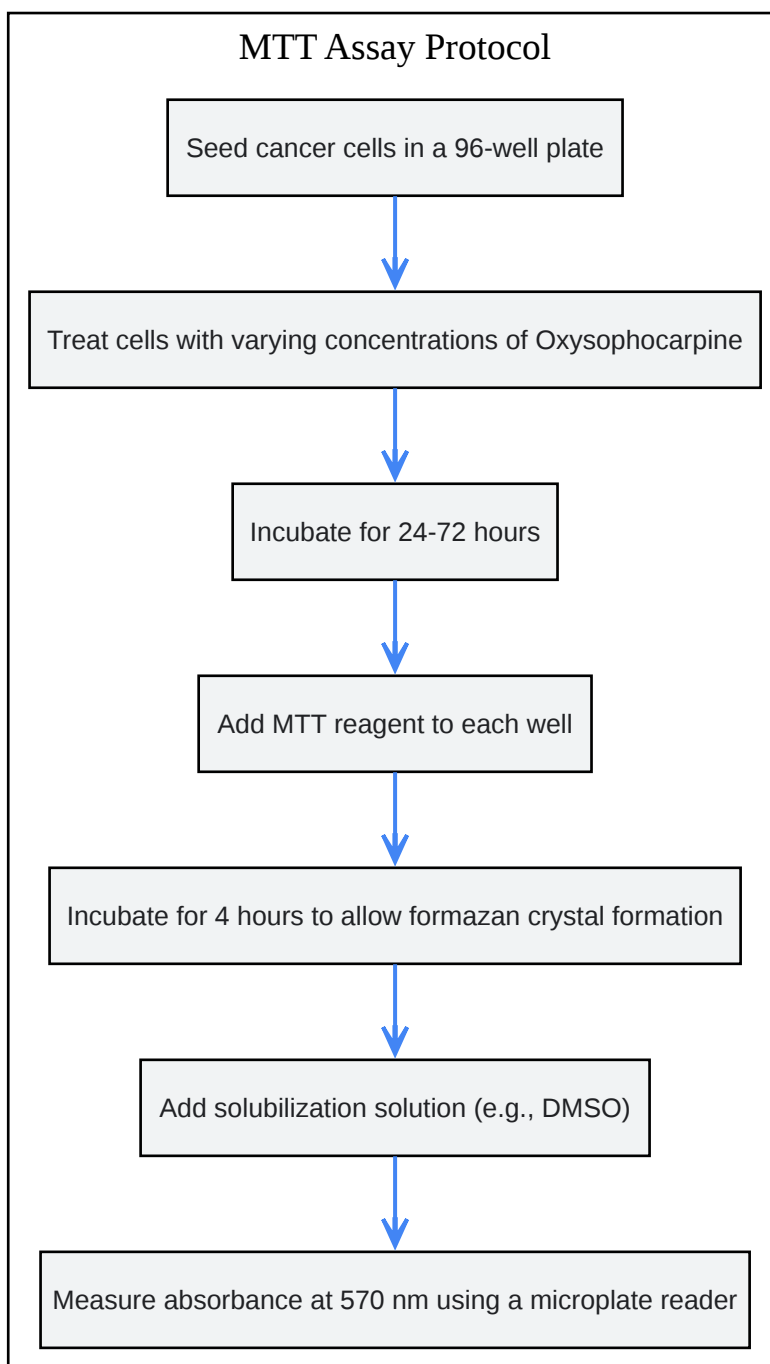 MTT Assay Protocol
Seed cancer cells in a 96-well plate
Treat cells with varying concentrations of Oxysophocarpine
Incubate for 24-72 hours
Add MTT reagent to each well
Incubate for 4 hours to allow formazan crystal formation
Add solubilization solution (e.g., DMSO)
Measure absorbance at 570 nm using a microplate reader